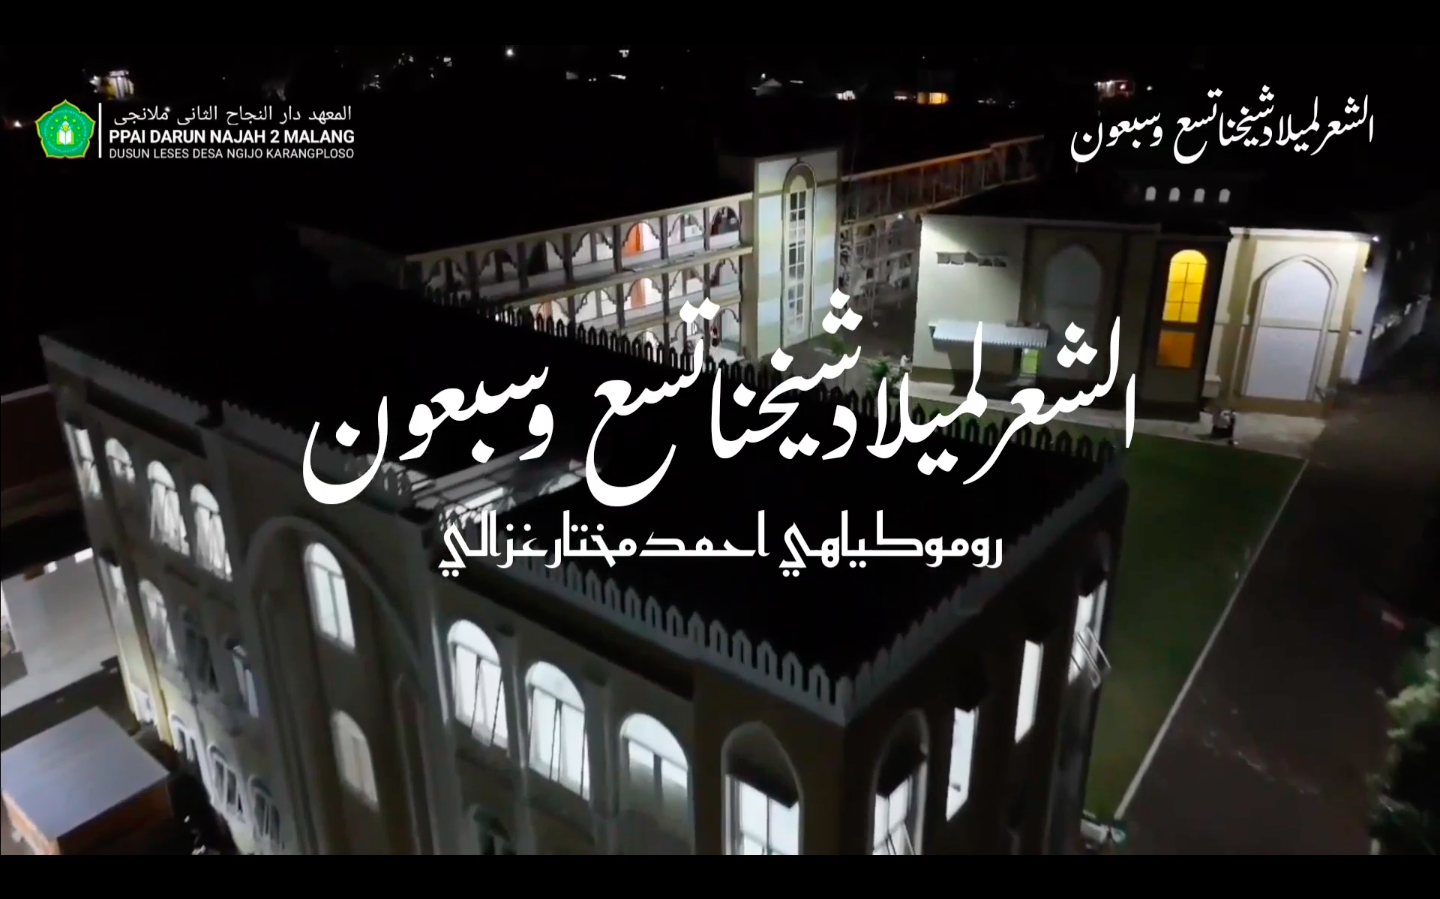 المعهد دار النجاح الثانى ملانجى
PPAI DARUN NAJAH 2 MALANG
DUSUN LESES DESA NGIJO KARANGPLOSO
الشعر لميلاد شيخنا تسع وسبعون
الشعر لميلاد شيخنا تسع وسبعون
روموكياهي احمد مختار غزالي